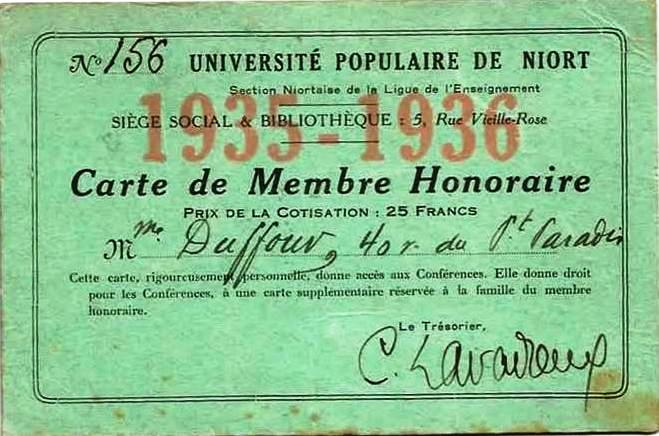 No 156 UNIVERSITÉ POPULAIRE DE NIORT
Section Niortaise de la Ligue de l'Enseignement
1935-1936
SIÈGE SOCIAL & BIBLIOTHÈQUE : 5, Rue Vieille-Rose
Carte de Membre Honoraire
PRIX DE LA COTISATION : 25 FRANCS
Mme Duffour, 40 r. du Pt Paradis
Cette carte, rigoureusement personnelle, donne accès aux Conférences. Elle donne droit
pour les Conférences, à une carte supplémentaire réservée à la famille du membre
honoraire.
Le Trésorier,
C.